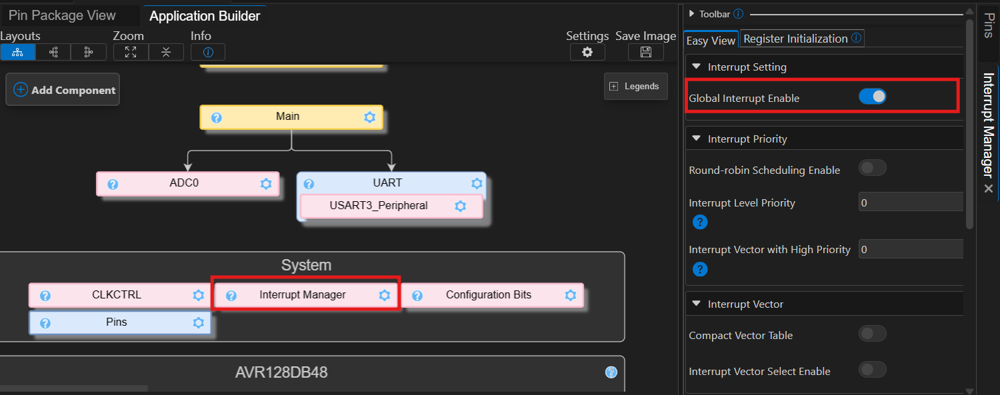 Pin Package View
Application Builder
Layouts
Zoom
Info
Settings
Save Image
Add Component
Legends
Main
ADC0
UART
USART3_Peripheral
System
CLKCTRL
Interrupt Manager
Configuration Bits
Pins
AVR128DB48
Toolbar
Easy View
Register Initialization
Interrupt Setting
Global Interrupt Enable
Interrupt Priority
Round-robin Scheduling Enable
Interrupt Level Priority
0
Interrupt Vector with High Priority
0
Interrupt Vector
Compact Vector Table
Interrupt Vector Select Enable
Pins
Interrupt Manager